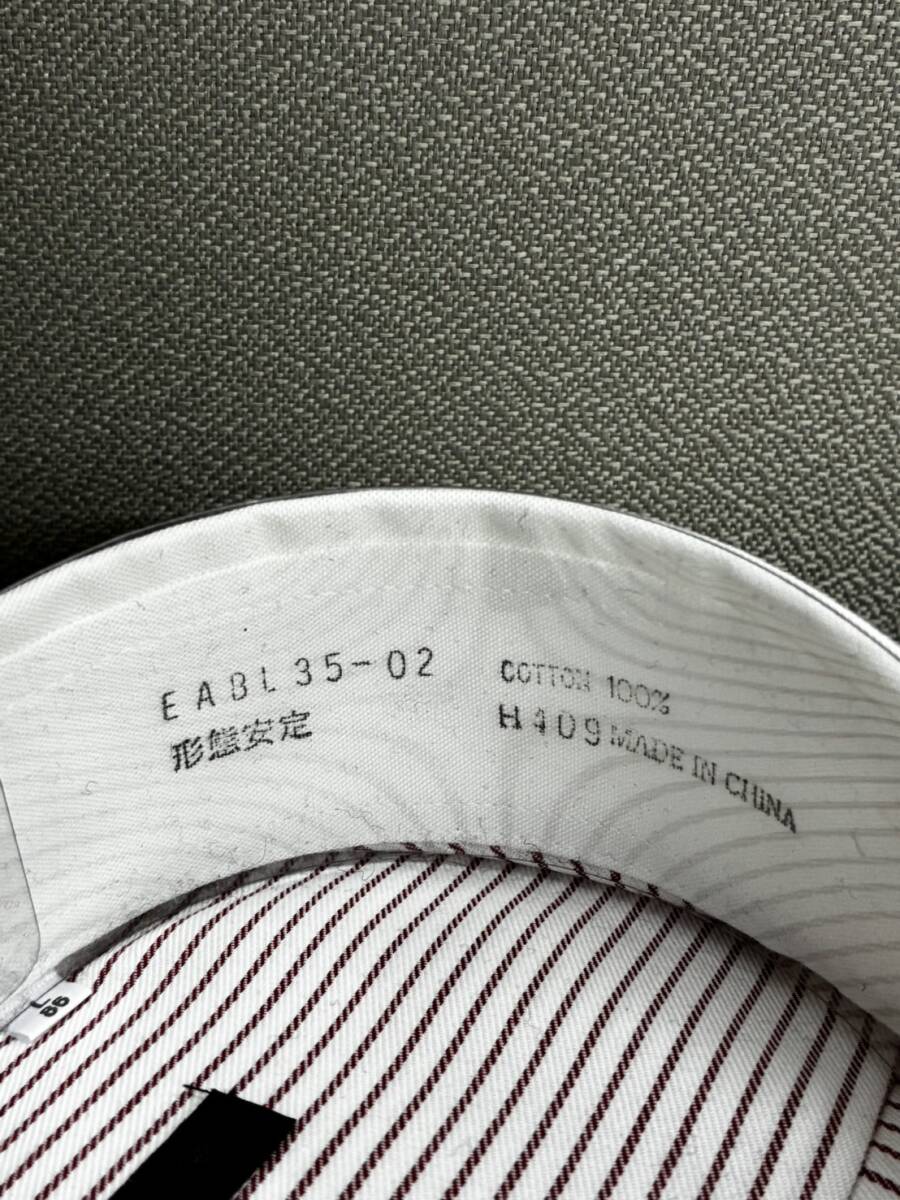 EABL35-02
形態安定
COTTON 100%
H409 MADE IN CHINA